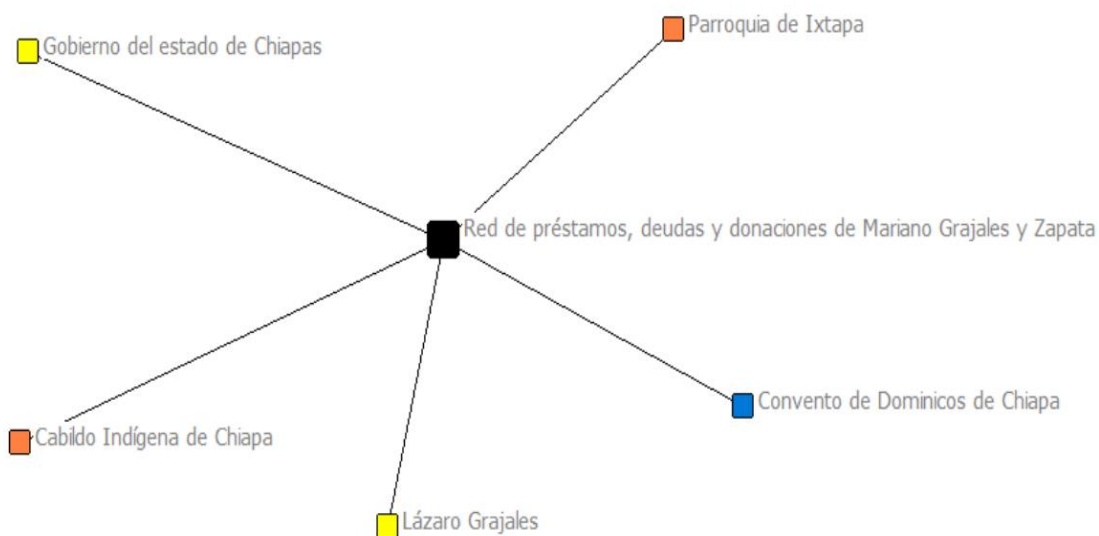 Parroquia de Ixtapa
Gobierno del estado de Chiapas
Red de préstamos, deudas y donaciones de Mariano Grajales y Zapata
Convento de Dominicos de Chiapa
Cabildo Indígena de Chiapa
Lázaro Grajales